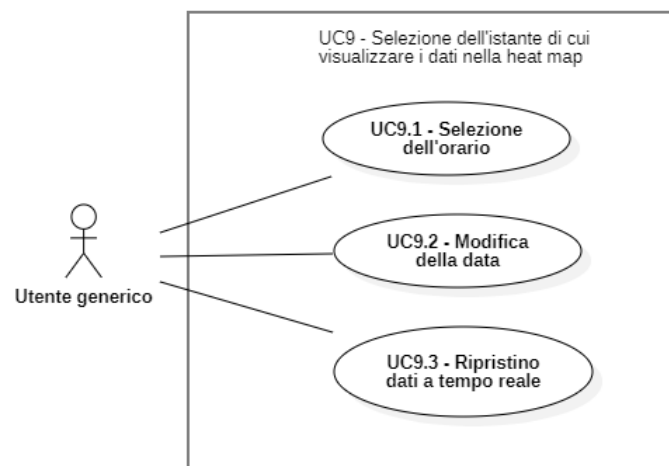 UC9 - Selezione dell'istante di cui
visualizzare i dati nella heat map
UC9.1 - Selezione
dell'orario
UC9.2 - Modifica
della data
Utente generico
UC9.3 - Ripristino
dati a tempo reale